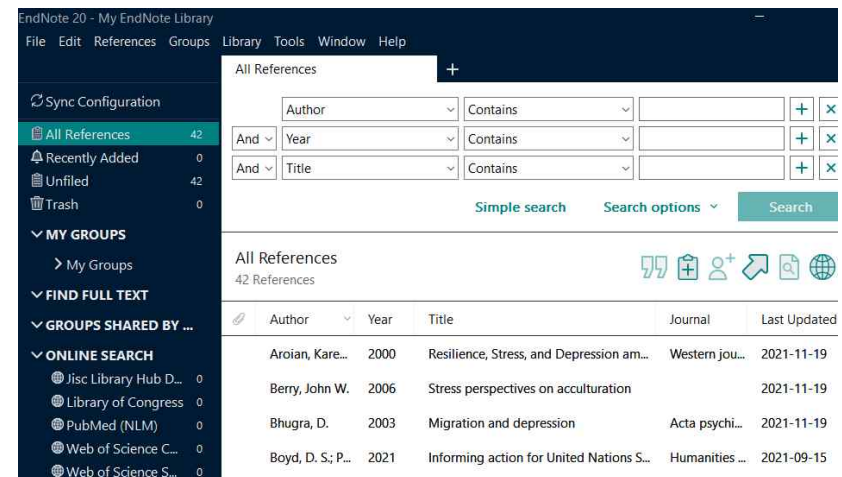 EndNote 20 - My EndNote Library
File Edit References Groups Library Tools Window Help
All References
Sync Configuration
All References 42
Recently Added 0
Unfiled 42
Trash 0
MY GROUPS
My Groups
FIND FULL TEXT
GROUPS SHARED BY ...
ONLINE SEARCH
Jisc Library Hub D... 0
Library of Congress 0
PubMed (NLM) 0
Web of Science C... 0
Web of Science S... 0
Author Contains
And Year Contains
And Title Contains
Simple search Search options Search
All References
42 References
Author Year Title Journal Last Updated
Aroian, Kare... 2000 Resilience, Stress, and Depression am... Western jou... 2021-11-19
Berry, John W. 2006 Stress perspectives on acculturation 2021-11-19
Bhugra, D. 2003 Migration and depression Acta psychi... 2021-11-19
Boyd, D. S.; P... 2021 Informing action for United Nations S... Humanities ... 2021-09-15